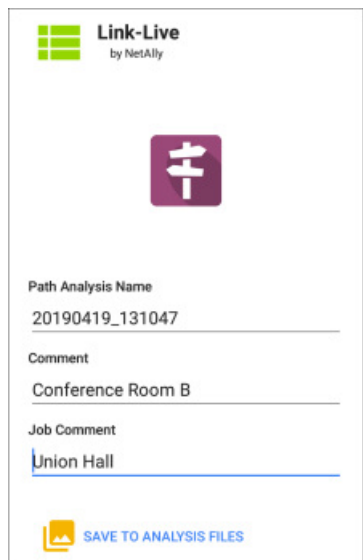 Link-Live
by NetAlly
Path Analysis Name
20190419_131047
Comment
Conference Room B
Job Comment
Union Hall
SAVE TO ANALYSIS FILES